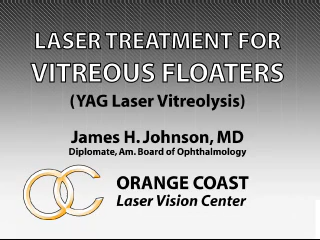 LASER TREATMENT FOR
VITREOUS FLOATERS
(YAG Laser Vitreolysis)
James H. Johnson, MD
Diplomate, Am. Board of Ophthalmology
OC
ORANGE COAST
Laser Vision Center